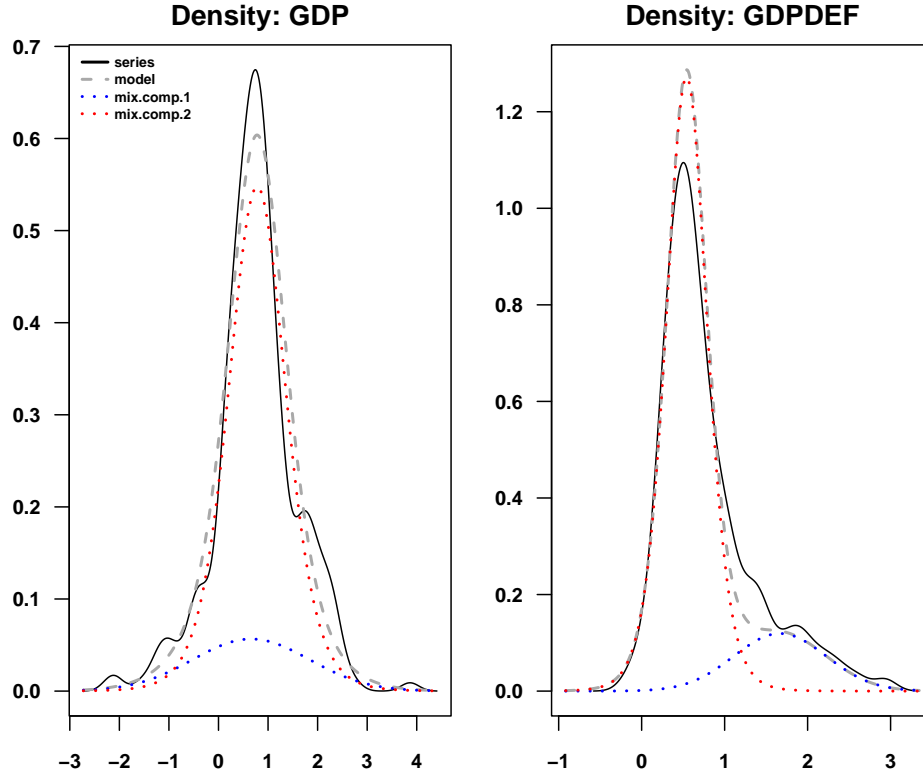 Density: GDP
0.7
0.6
0.5
0.4
0.3
0.2
0.1
0.0
series
model
mix.comp.1
mix.comp.2
−3 −2 −1 0 1 2 3 4
Density: GDPDEF
1.2
1.0
0.8
0.6
0.4
0.2
0.0
−1 0 1 2 3